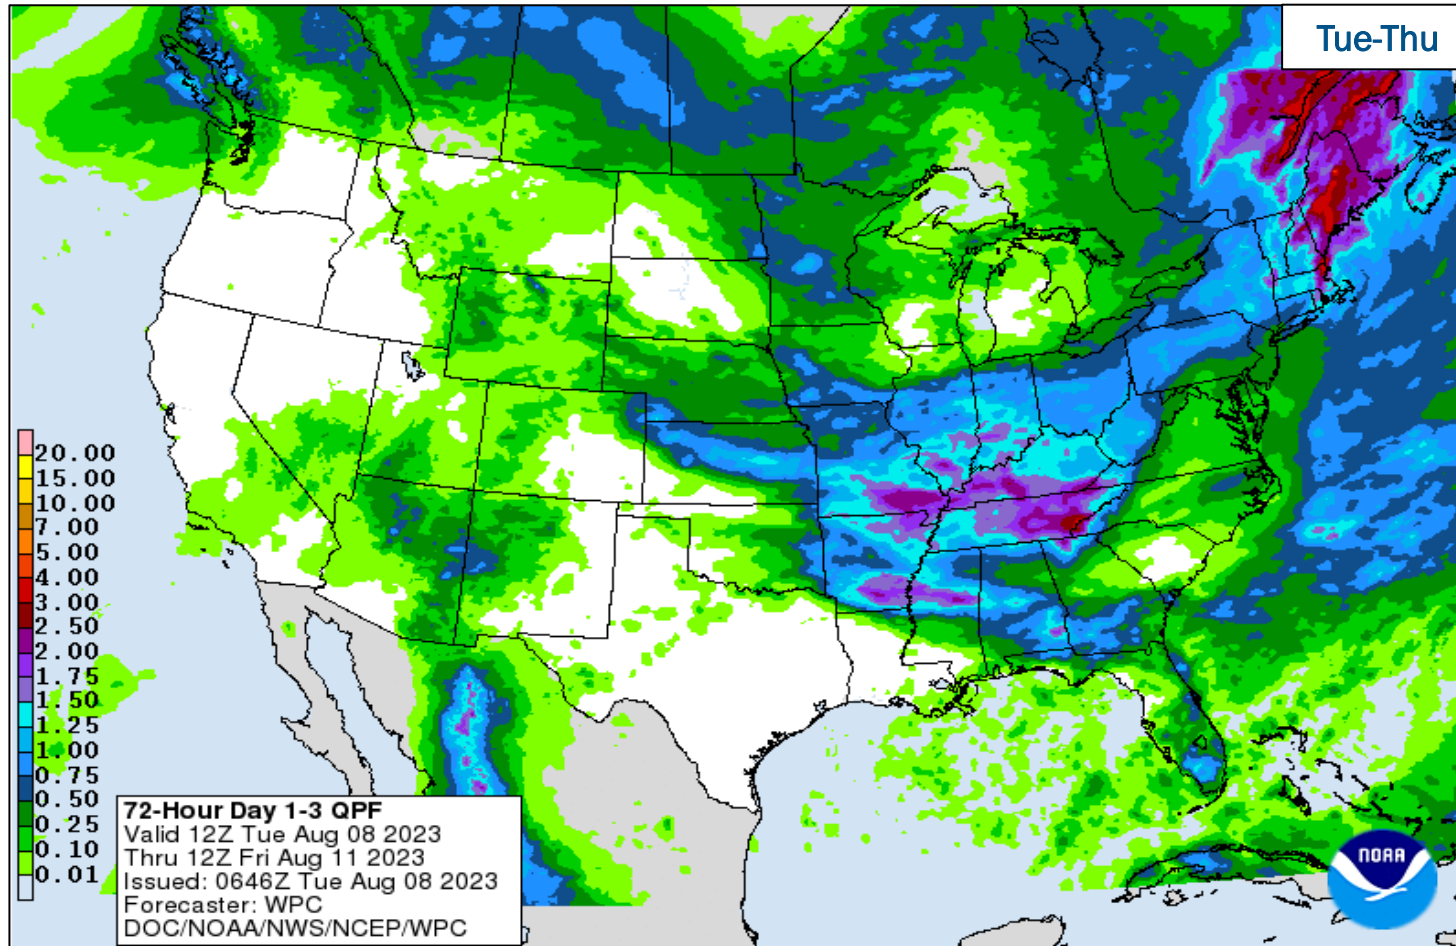 Tue-Thu
20.00
15.00
10.00
7.00
5.00
4.00
3.00
2.50
2.00
1.75
1.50
1.25
1.00
0.75
0.50
0.25
0.10
0.01
72-Hour Day 1-3 QPF
Valid 12Z Tue Aug 08 2023
Thru 12Z Fri Aug 11 2023
Issued: 0646Z Tue Aug 08 2023
Forecaster: WPC
DOC/NOAA/NWS/NCEP/WPC
NOAA